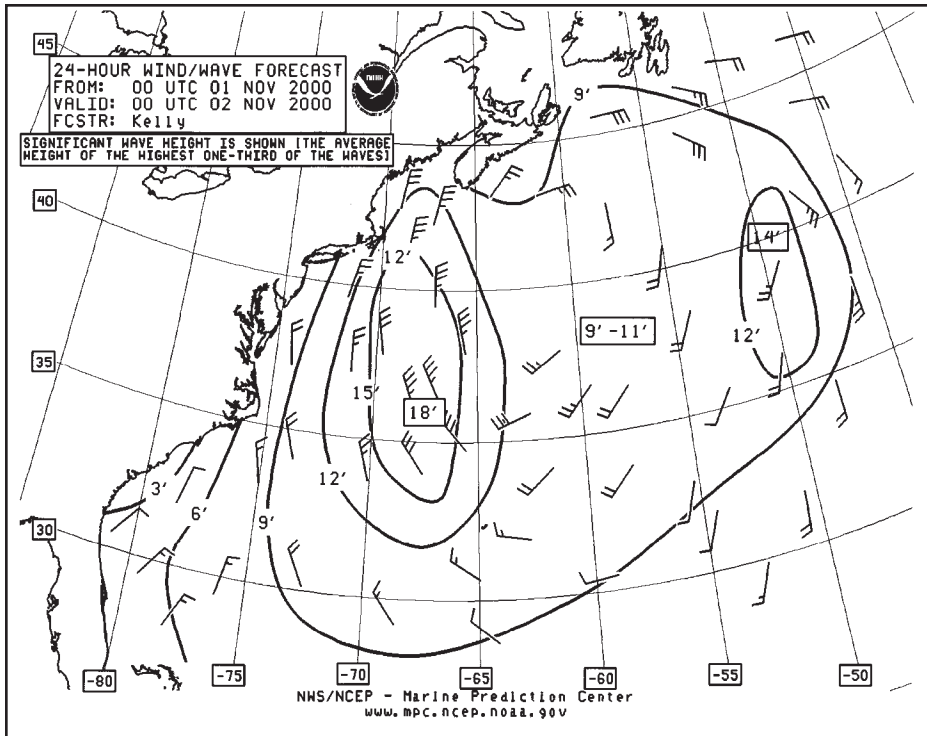 45
24-HOUR WIND/WAVE FORECAST
FROM: 00 UTC 01 NOV 2000
VALID: 00 UTC 02 NOV 2000
FCSTR: Kelly
SIGNIFICANT WAVE HEIGHT IS SHOWN [THE AVERAGE
HEIGHT OF THE HIGHEST ONE-THIRD OF THE WAVES]
9'
40
14'
12'
9'-11'
12'
35
15'
18'
12'
3'
6'
9'
30
-80
-75
-70
-65
-60
-55
-50
NWS/NCEP - Marine Prediction Center
www.mpc.ncep.noaa.gov